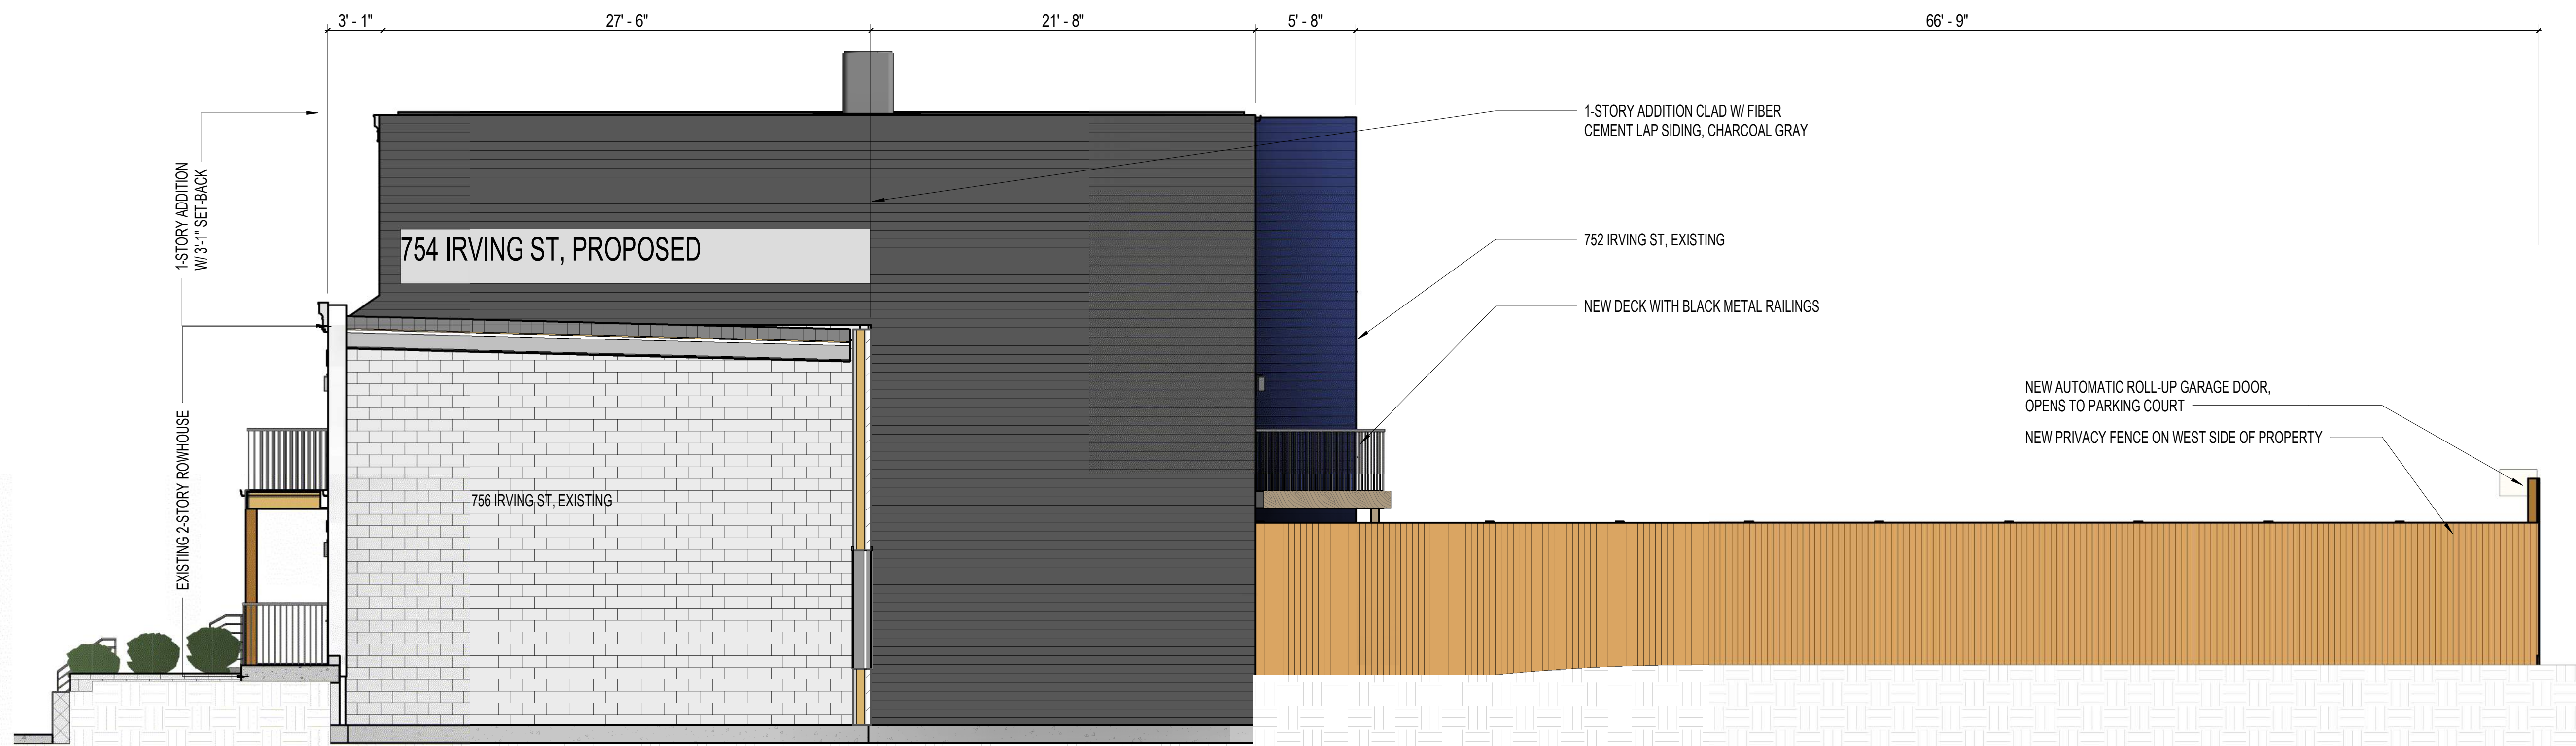 3' - 1"
27' - 6"
21' - 8"
5' - 8"
66' - 9"
1-STORY ADDITION
W/ 3'-1" SET-BACK
EXISTING 2-STORY ROWHOUSE
754 IRVING ST, PROPOSED
756 IRVING ST, EXISTING
1-STORY ADDITION CLAD W/ FIBER
CEMENT LAP SIDING, CHARCOAL GRAY
752 IRVING ST, EXISTING
NEW DECK WITH BLACK METAL RAILINGS
NEW AUTOMATIC ROLL-UP GARAGE DOOR,
OPENS TO PARKING COURT
NEW PRIVACY FENCE ON WEST SIDE OF PROPERTY